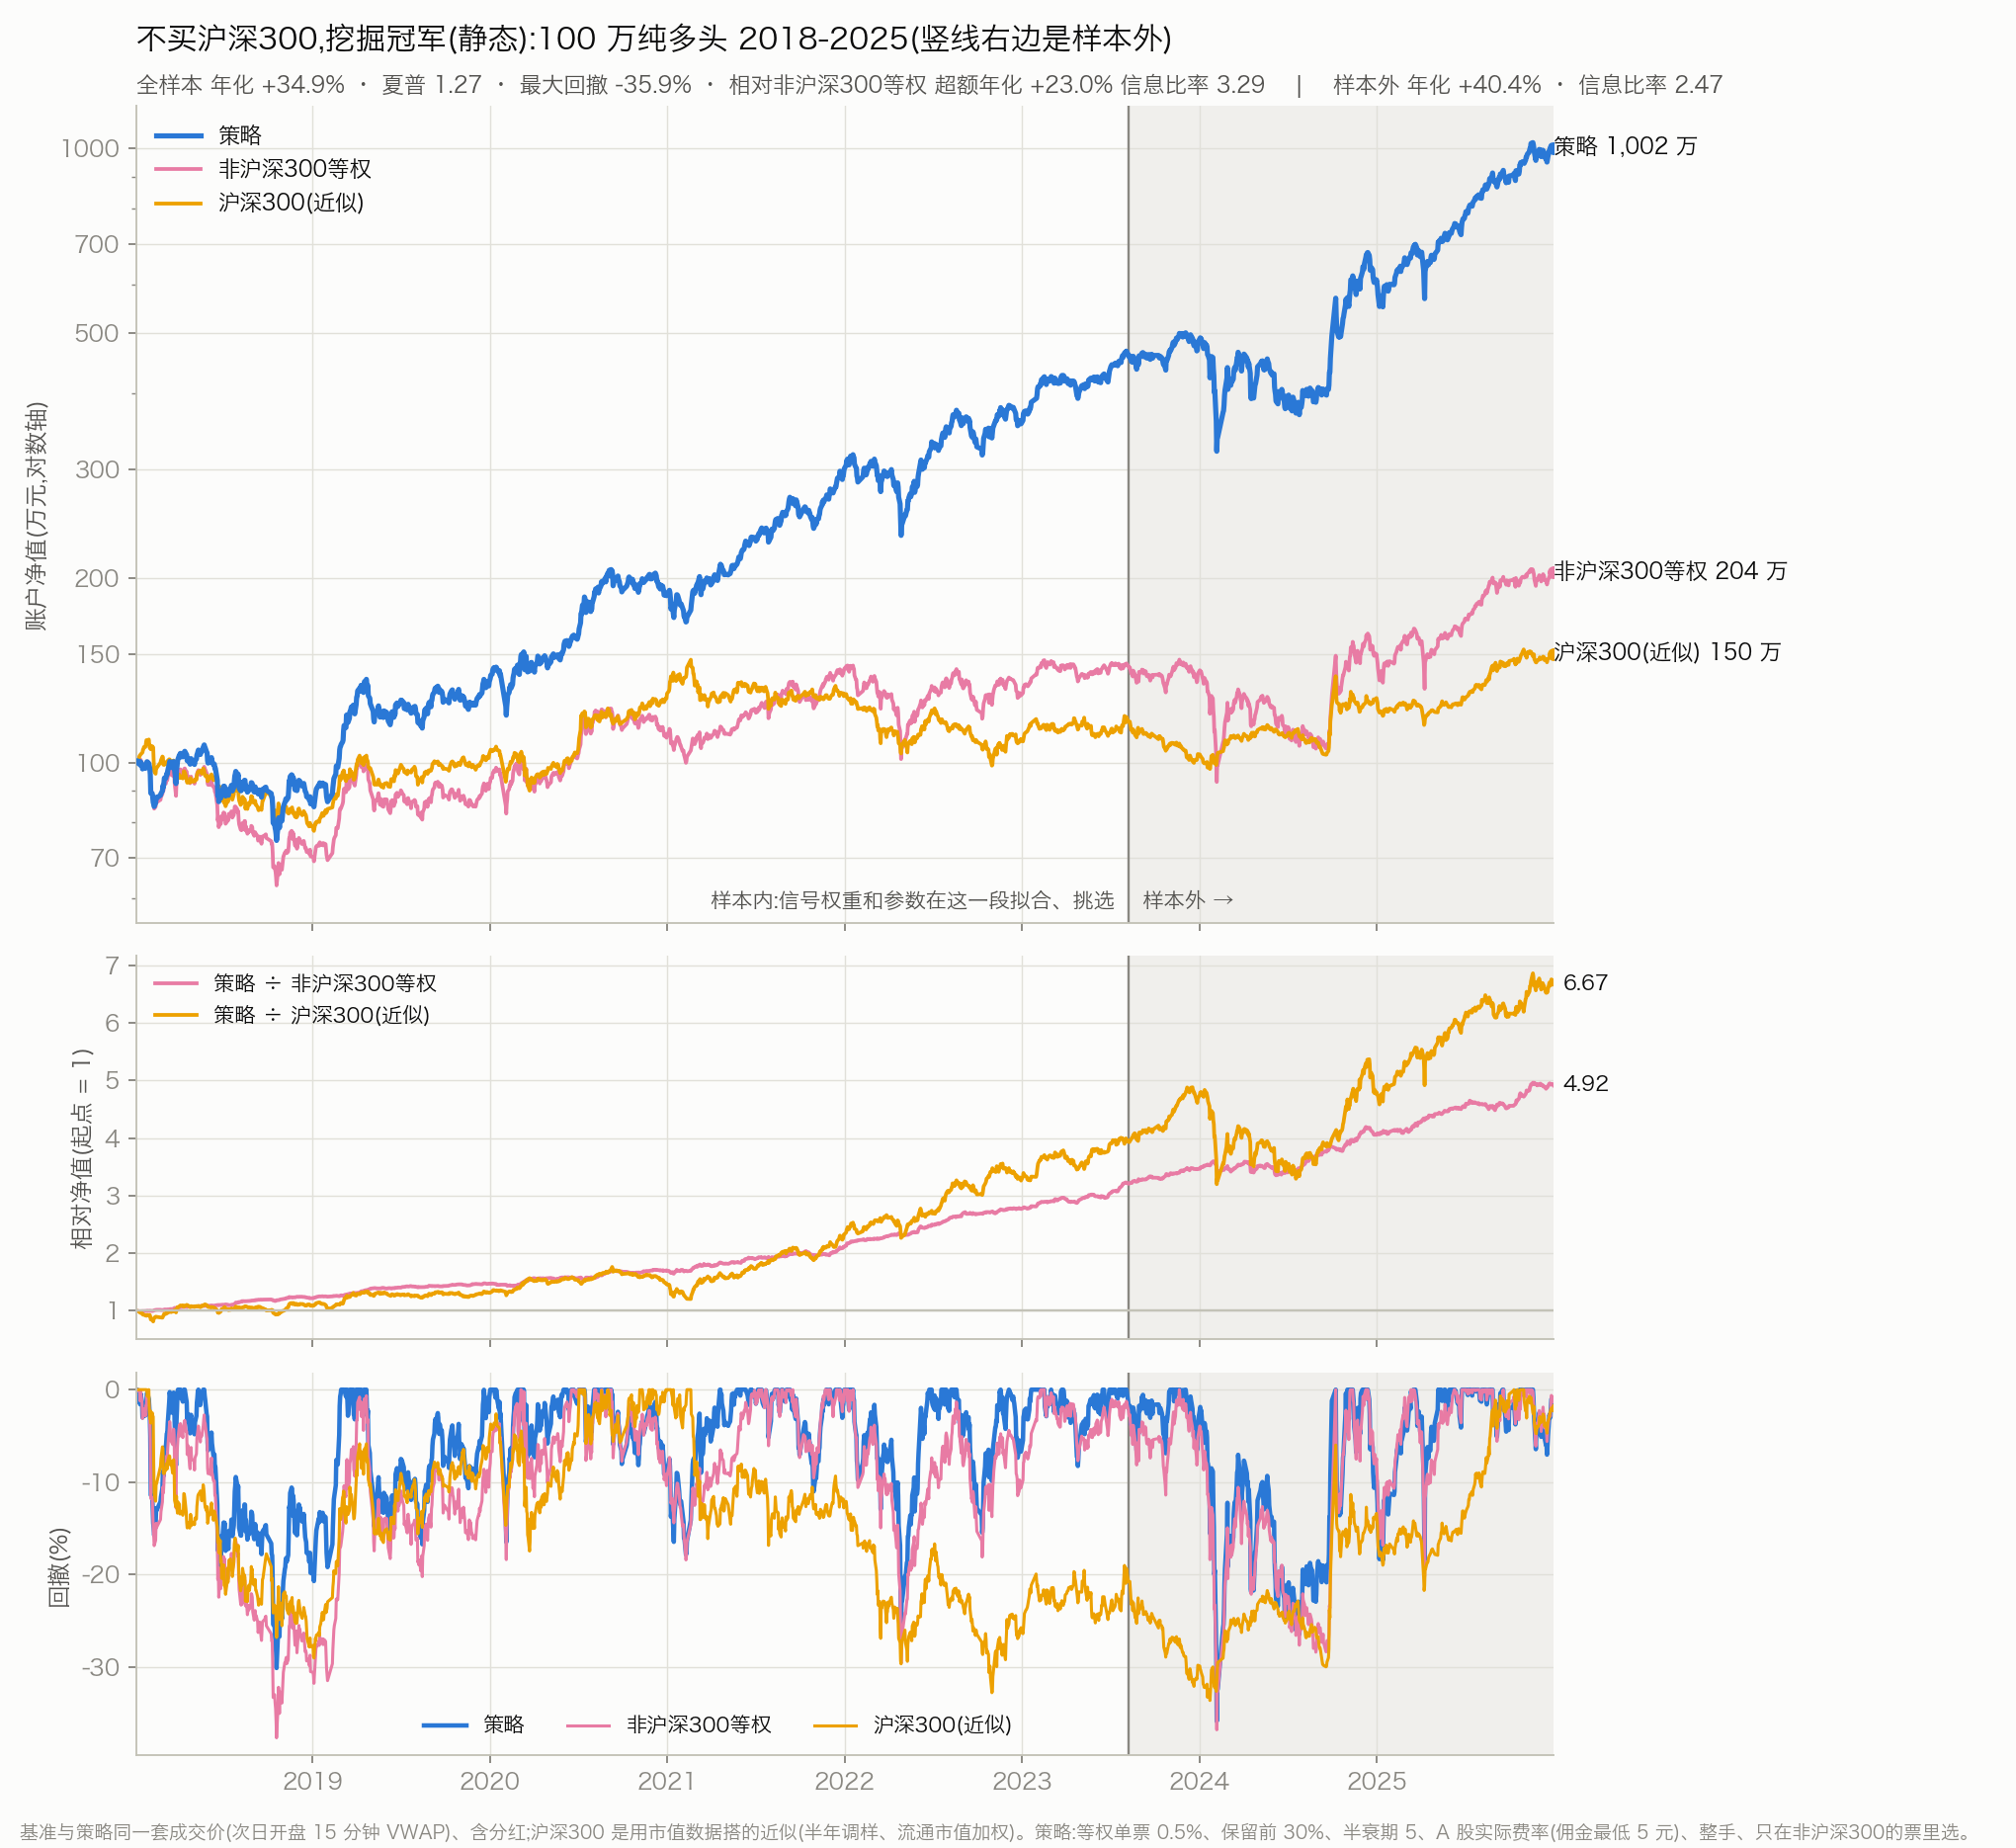 不买沪深300,挖掘冠军(静态):100 万纯多头 2018-2025(竖线右边是样本外)
全样本 年化 +34.9% · 夏普 1.27 · 最大回撤 -35.9% · 相对非沪深300等权 超额年化 +23.0% 信息比率 3.29 | 样本外 年化 +40.4% · 信息比率 2.47
策略
非沪深300等权
沪深300(近似)
账户净值(万元,对数轴)
1000
700
500
300
200
150
100
70
策略 1,002 万
非沪深300等权 204 万
沪深300(近似) 150 万
样本内:信号权重和参数在这一段拟合、挑选
样本外 →
策略 ÷ 非沪深300等权
策略 ÷ 沪深300(近似)
相对净值(起点 = 1)
7
6
5
4
3
2
1
6.67
4.92
回撤(%)
0
-10
-20
-30
策略
非沪深300等权
沪深300(近似)
2019
2020
2021
2022
2023
2024
2025
基准与策略同一套成交价(次日开盘 15 分钟 VWAP)、含分红;沪深300 是用市值数据搭的近似(半年调样、流通市值加权)。策略:等权单票 0.5%、保留前 30%、半衰期 5、A 股实际费率(佣金最低 5 元)、整手、只在非沪深300的票里选。